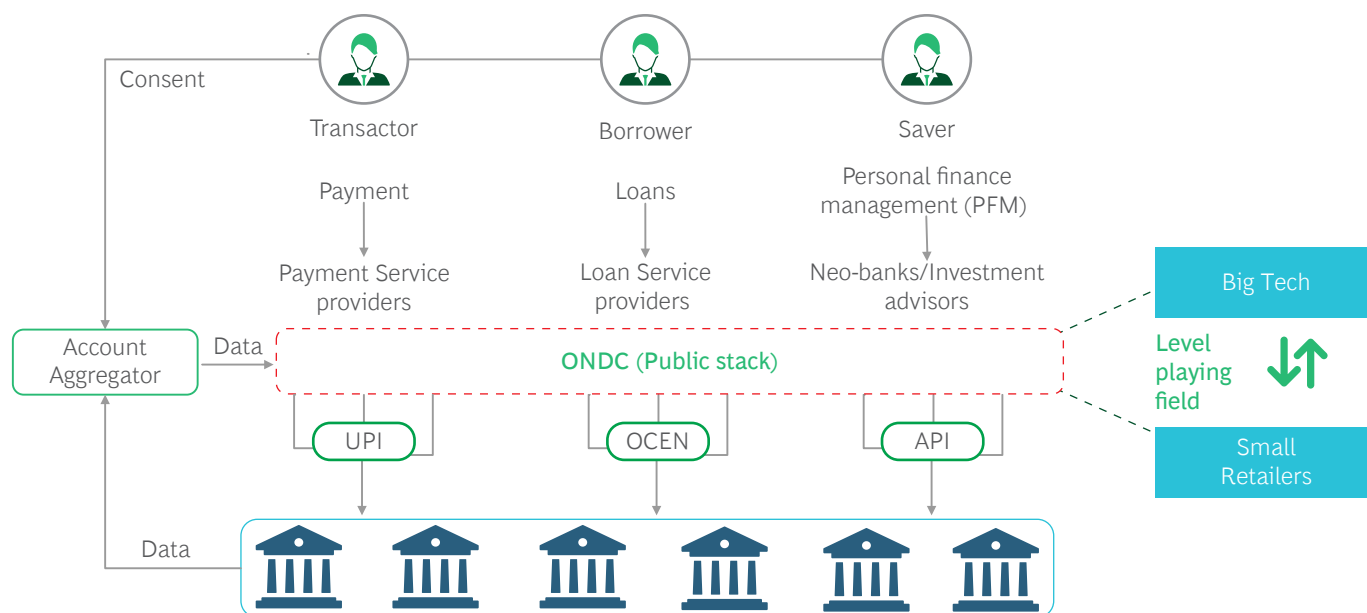 Consent
Transactor
Borrower
Saver
Payment
Loans
Personal finance
management (PFM)
Payment Service
providers
Loan Service
providers
Neo-banks/Investment
advisors
Big Tech
Account
Aggregator
Data
ONDC (Public stack)
Level
playing
field
UPI
OCEN
API
Small
Retailers
Data